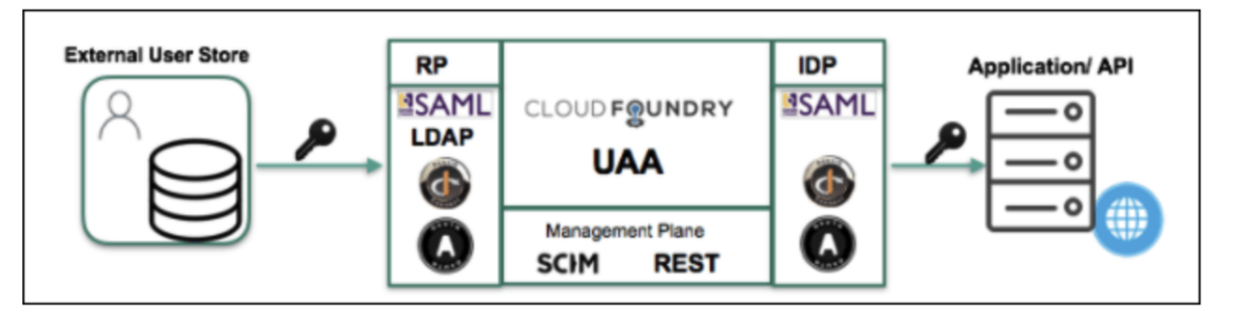 External User Store
RP
SAML
LDAP
A
CLOUD FOUNDRY
UAA
Management Plane
SCIM REST
IDP
SAML
A
Application/ API